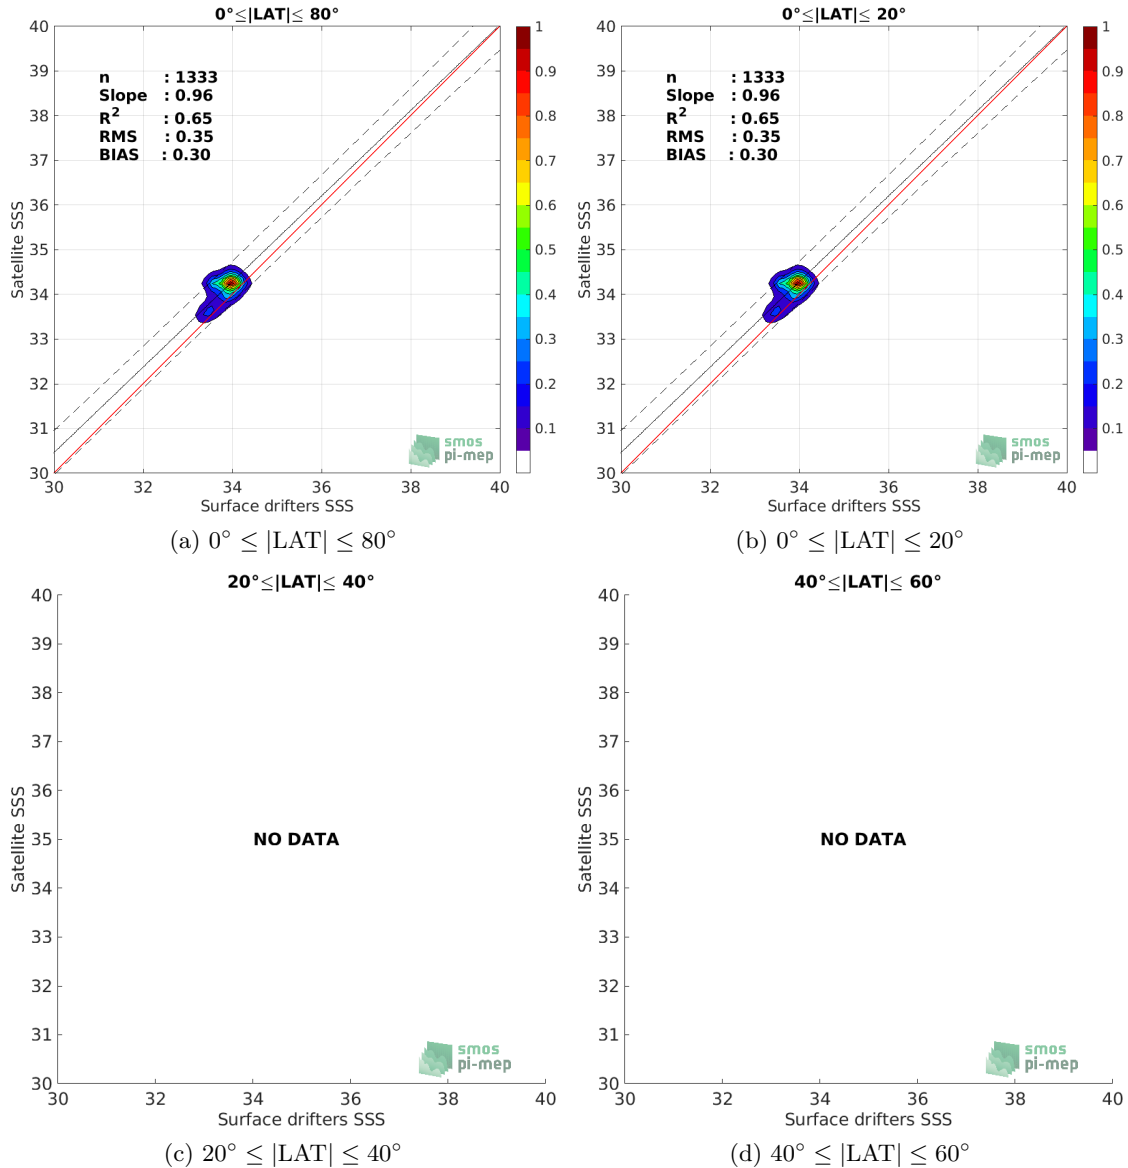 0°≤|LAT|≤ 80°
Satellite SSS
40
39
38
37
36
35
34
33
32
31
30
n : 1333
Slope : 0.96
R² : 0.65
RMS : 0.35
BIAS : 0.30
smos
pi-mep
30 32 34 36 38 40
Surface drifters SSS
1
0.9
0.8
0.7
0.6
0.5
0.4
0.3
0.2
0.1
(a) 0° ≤ |LAT| ≤ 80°
0°≤|LAT|≤ 20°
Satellite SSS
40
39
38
37
36
35
34
33
32
31
30
n : 1333
Slope : 0.96
R² : 0.65
RMS : 0.35
BIAS : 0.30
smos
pi-mep
30 32 34 36 38 40
Surface drifters SSS
1
0.9
0.8
0.7
0.6
0.5
0.4
0.3
0.2
0.1
(b) 0° ≤ |LAT| ≤ 20°
20°≤|LAT|≤ 40°
Satellite SSS
40
39
38
37
36
35
34
33
32
31
30
NO DATA
smos
pi-mep
30 32 34 36 38 40
Surface drifters SSS
(c) 20° ≤ |LAT| ≤ 40°
40°≤|LAT|≤ 60°
Satellite SSS
40
39
38
37
36
35
34
33
32
31
30
NO DATA
smos
pi-mep
30 32 34 36 38 40
Surface drifters SSS
(d) 40° ≤ |LAT| ≤ 60°